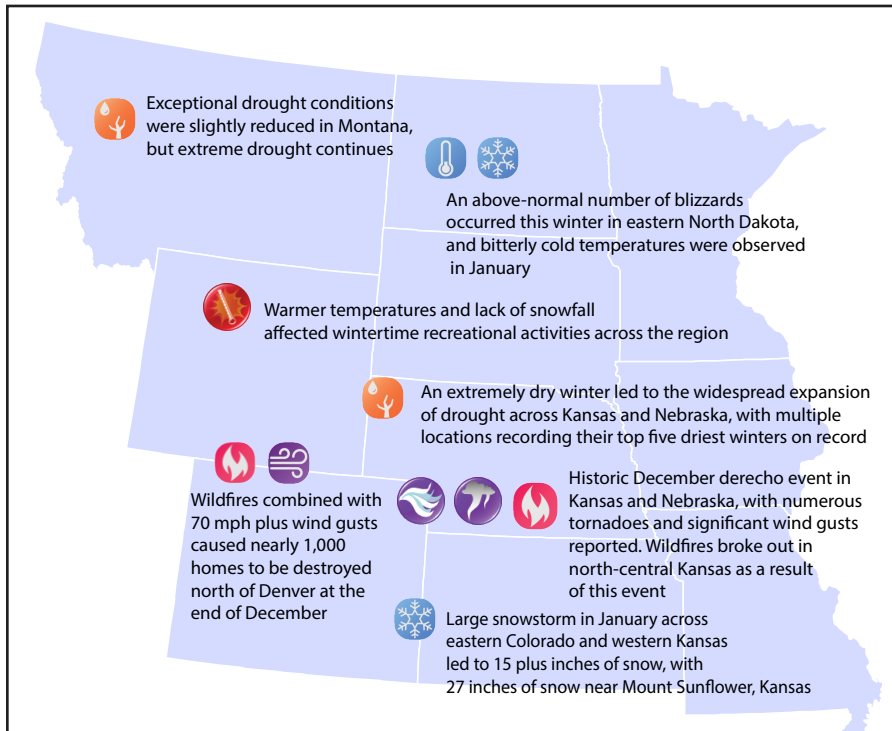 Exceptional drought conditions
were slightly reduced in Montana,
but extreme drought continues
An above-normal number of blizzards
occurred this winter in eastern North Dakota,
and bitterly cold temperatures were observed
in January
Warmer temperatures and lack of snowfall
affected wintertime recreational activities across the region
An extremely dry winter led to the widespread expansion
of drought across Kansas and Nebraska, with multiple
locations recording their top five driest winters on record
Wildfires combined with
70 mph plus wind gusts
caused nearly 1,000
homes to be destroyed
north of Denver at the
end of December
Historic December derecho event in
Kansas and Nebraska, with numerous
tornadoes and significant wind gusts
reported. Wildfires broke out in
north-central Kansas as a result
of this event
Large snowstorm in January across
eastern Colorado and western Kansas
led to 15 plus inches of snow, with
27 inches of snow near Mount Sunflower, Kansas